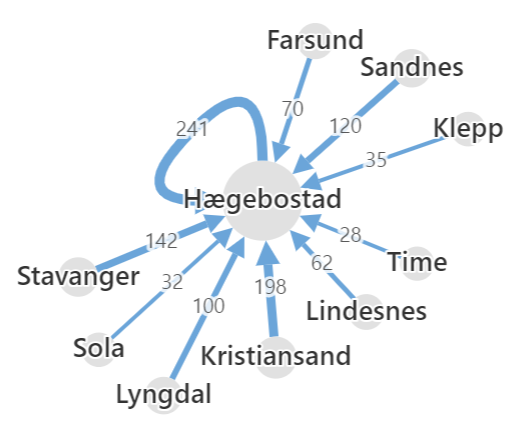 Farsund
Sandnes
70
241
120
Klepp
35
Hægebostad
28
142
Time
62
Stavanger
32
198
100
Lindesnes
Sola
Kristiansand
Lyngdal